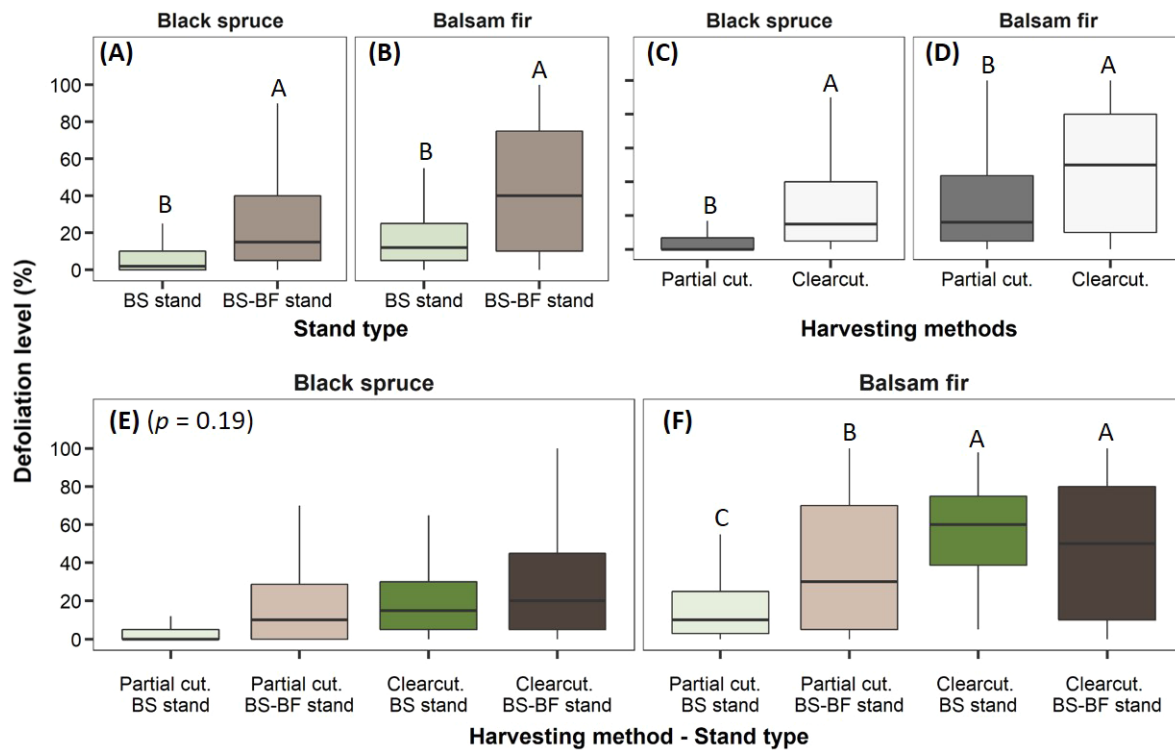 Black spruce
Balsam fir
Black spruce
Balsam fir
(A)
(B)
(C)
(D)
A
B
A
B
A
B
B
A
100
80
60
40
20
0
BS stand
BS-BF stand
BS stand
BS-BF stand
Partial cut.
Clearcut.
Partial cut.
Clearcut.
Stand type
Harvesting methods
Defoliation level (%)
Black spruce
Balsam fir
(E) (p = 0.19)
(F)
C
B
A
A
100
80
60
40
20
0
Partial cut.
BS stand
Partial cut.
BS-BF stand
Clearcut.
BS stand
Clearcut.
BS-BF stand
Partial cut.
BS stand
Partial cut.
BS-BF stand
Clearcut.
BS stand
Clearcut.
BS-BF stand
Harvesting method - Stand type